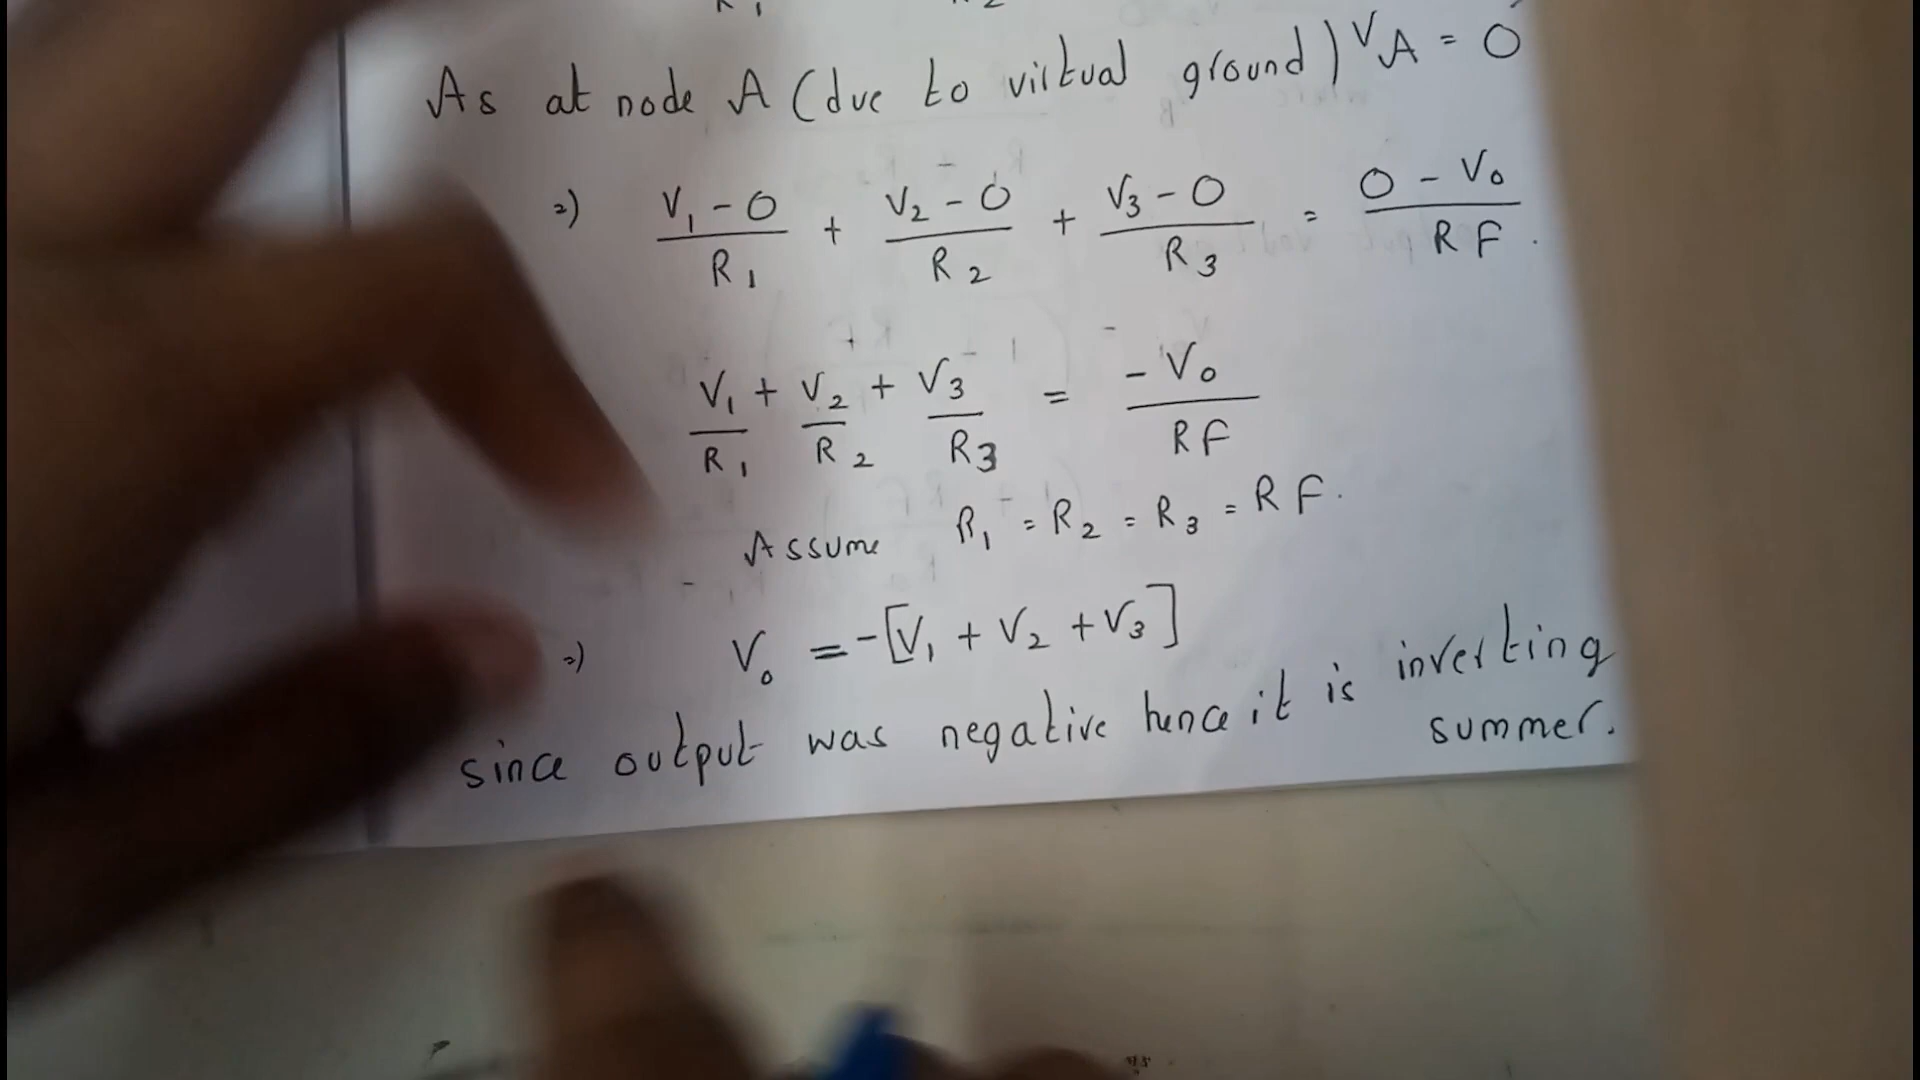 As at node A (due to virtual ground) VA = 0
=) V1 - 0 / R1 + V2 - 0 / R2 + V3 - 0 / R3 = 0 - V0 / RF .
V1 / R1 + V2 / R2 + V3 / R3 = - V0 / RF
Assume R1 = R2 = R3 = RF.
=) V0 = -[V1 + V2 + V3]
since output was negative hence it is inverting
summer.